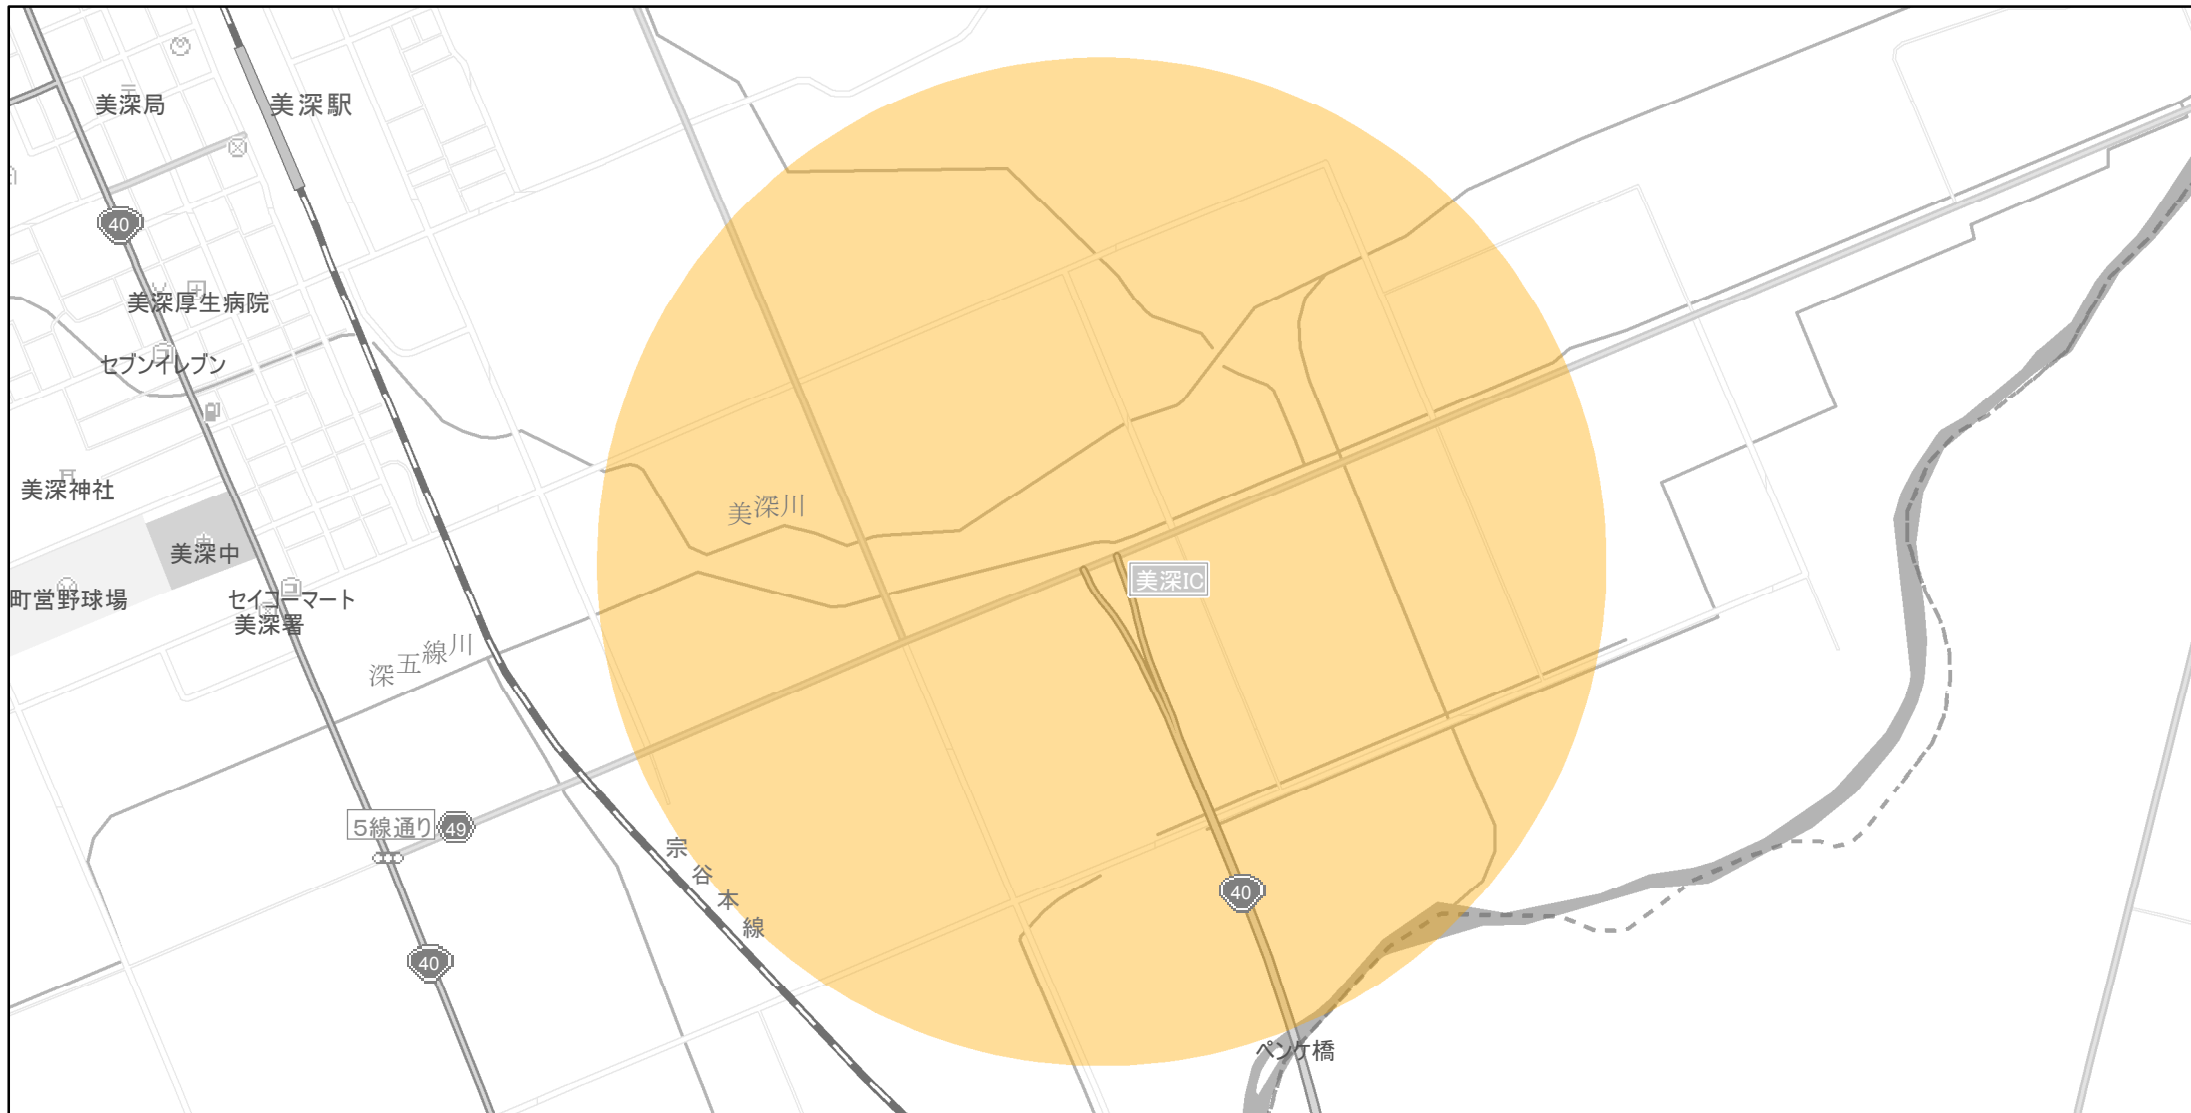 美深局
美深駅
40
美深厚生病院
セブンイレブン
美深神社
美深川
美深中
美深IC
町営野球場
セイコーマート
美深署
深五線川
5線通り
49
宗谷本線
40
40
ペンケ橋